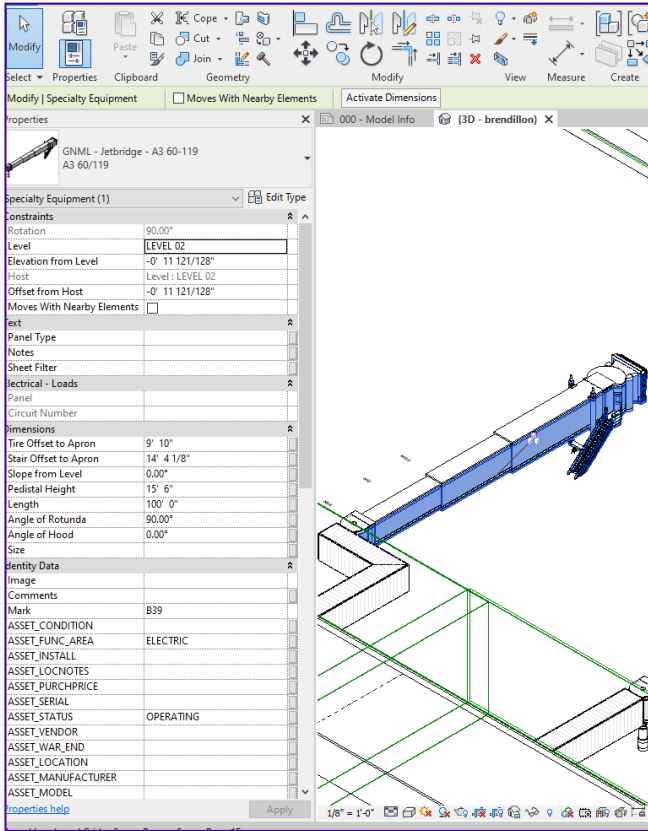 Modify
Select
Properties
Paste
Clipboard
Cope
Cut
Join
Geometry
Modify
View
Measure
Create
Modify | Specialty Equipment
Moves With Nearby Elements
Activate Dimensions
Properties
000 - Model Info
(3D - brendillon)
GNML - Jetbridge - A3 60-119
A3 60/119
Specialty Equipment (1)
Edit Type
Constraints
Rotation 90.00°
Level LEVEL 02
Elevation from Level -0' 11 121/128"
Host Level : LEVEL 02
Offset from Host -0' 11 121/128"
Moves With Nearby Elements
Text
Panel Type
Notes
Sheet Filter
Electrical - Loads
Panel
Circuit Number
Dimensions
Tire Offset to Apron 9' 10"
Stair Offset to Apron 14' 4 1/8"
Slope from Level 0.00°
Pedistal Height 15' 6"
Length 100' 0"
Angle of Rotunda 90.00°
Angle of Hood 0.00°
Size
Identity Data
Image
Comments
Mark B39
ASSET_CONDITION
ASSET_FUNC_AREA ELECTRIC
ASSET_INSTALL
ASSET_LOCNOTES
ASSET_PURCHPRICE
ASSET_SERIAL
ASSET_STATUS OPERATING
ASSET_VENDOR
ASSET_WAR_END
ASSET_LOCATION
ASSET_MANUFACTURER
ASSET_MODEL
Properties help
Apply
1/8" = 1'-0"